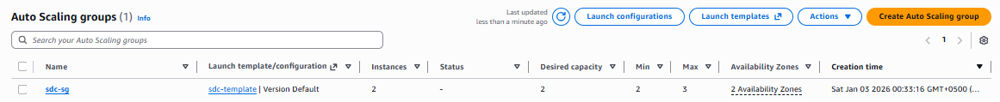 Auto Scaling groups (1) Info
Last updated
less than a minute ago
Launch configurations
Launch templates
Actions
Create Auto Scaling group
Search your Auto Scaling groups
1
Name Launch template/configuration Instances Status Desired capacity Min Max Availability Zones Creation time
sdc-sg sdc-template | Version Default 2 - 2 2 3 2 Availability Zones Sat Jan 03 2026 00:33:16 GMT+0500 (...